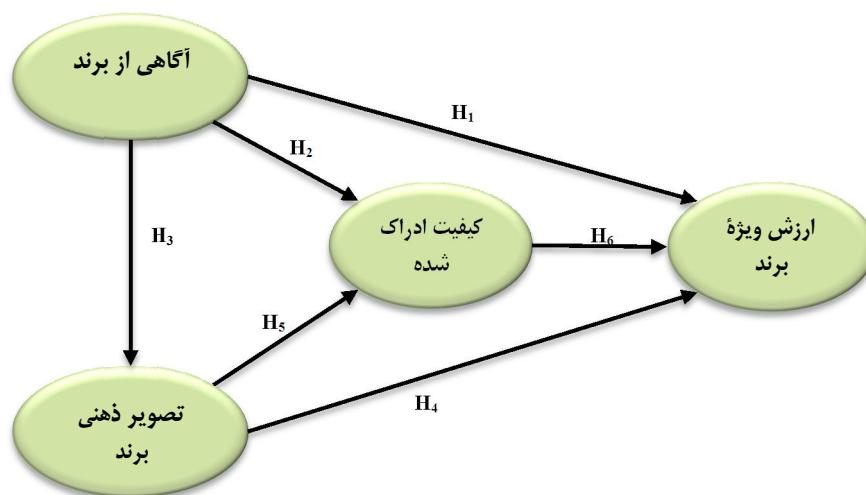 آگاهی از برند
H₁
H₂
H₃
کیفیت ادراک
شده
ارزش ویژهٔ
برند
H₆
H₅
H₄
تصویر ذهنی
برند